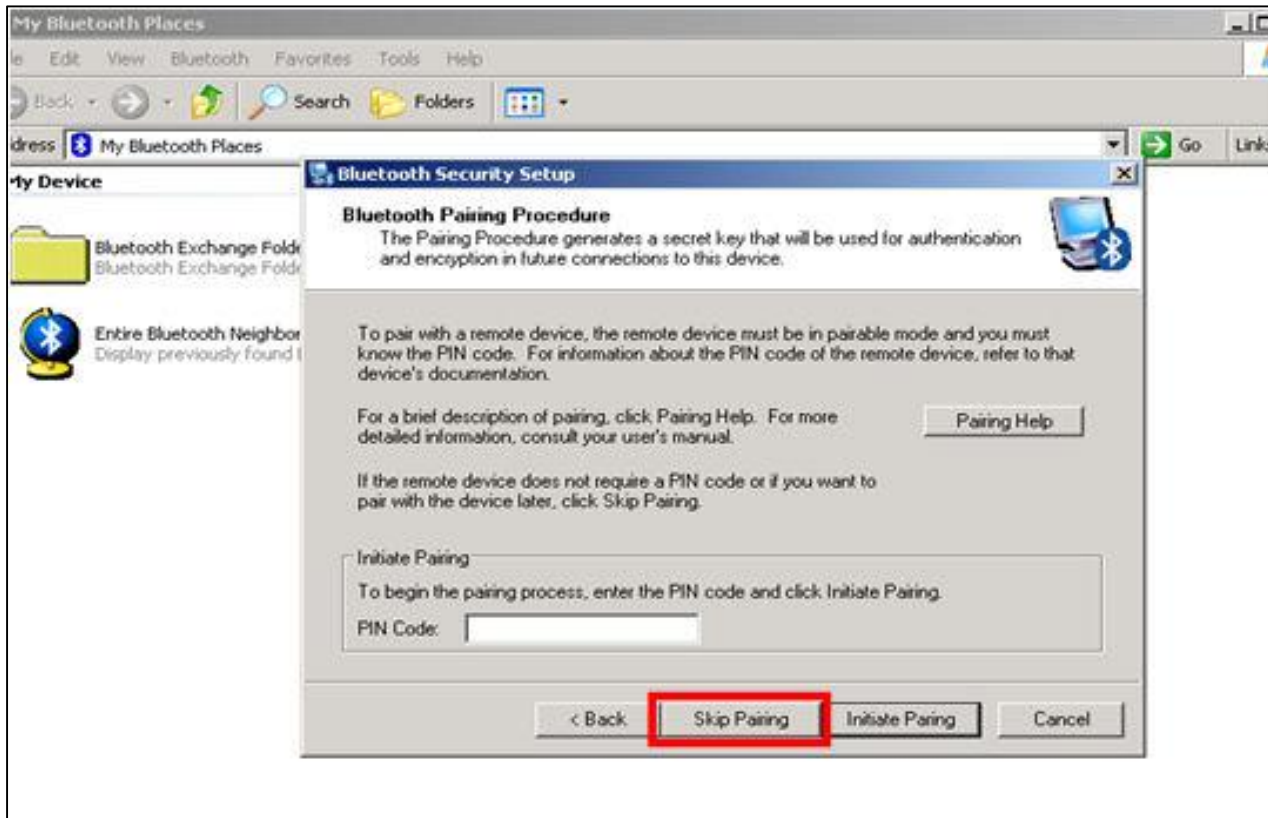 My Bluetooth Places
Edit View Bluetooth Favorites Tools Help
Back Search Folders
dress My Bluetooth Places Go Link
My Device
Bluetooth Exchange Folde
Bluetooth Exchange Folde
Entire Bluetooth Neighbor
Display previously found
Bluetooth Security Setup
Bluetooth Pairing Procedure
The Pairing Procedure generates a secret key that will be used for authentication
and encryption in future connections to this device.
To pair with a remote device, the remote device must be in pairable mode and you must
know the PIN code. For information about the PIN code of the remote device, refer to that
device's documentation.
For a brief description of pairing, click Pairing Help. For more
detailed information, consult your user's manual.
Pairing Help
If the remote device does not require a PIN code or if you want to
pair with the device later, click Skip Pairing.
Initiate Pairing
To begin the pairing process, enter the PIN code and click Initiate Pairing.
PIN Code:
< Back Skip Pairing Initiate Paring Cancel